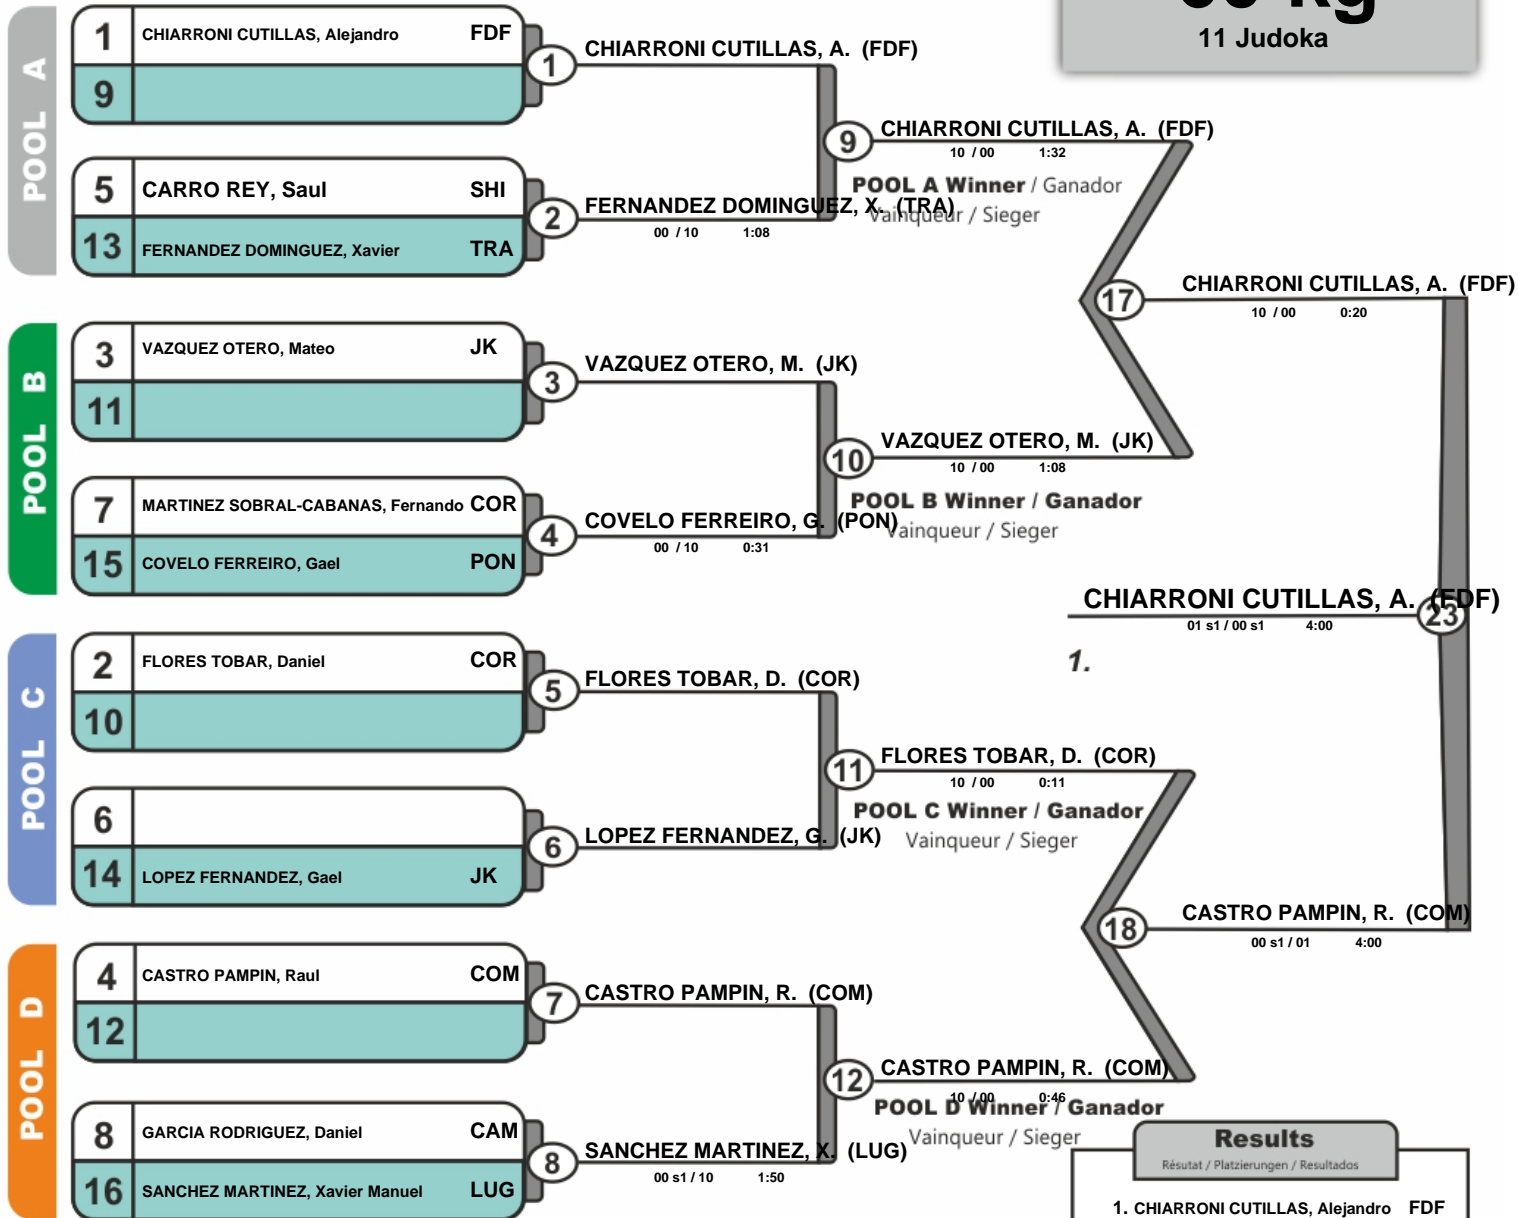 11 Judoka
POOL A
1 CHIARRONI CUTILLAS, Alejandro FDF
9
1
CHIARRONI CUTILLAS, A. (FDF)
5 CARRO REY, Saul SHI
13 FERNANDEZ DOMINGUEZ, Xavier TRA
2
FERNANDEZ DOMINGUEZ, X. (TRA)
00 / 10 1:08
9
CHIARRONI CUTILLAS, A. (FDF)
10 / 00 1:32
POOL A Winner / Ganador
Vainqueur / Sieger
POOL B
3 VAZQUEZ OTERO, Mateo JK
11
3
VAZQUEZ OTERO, M. (JK)
7 MARTINEZ SOBRAL-CABANAS, Fernando COR
15 COVELO FERREIRO, Gael PON
4
COVELO FERREIRO, G. (PON)
00 / 10 0:31
10
VAZQUEZ OTERO, M. (JK)
10 / 00 1:08
POOL B Winner / Ganador
Vainqueur / Sieger
17
CHIARRONI CUTILLAS, A. (FDF)
10 / 00 0:20
CHIARRONI CUTILLAS, A. (FDF)
23
01 s1 / 00 s1 4:00
1.
POOL C
2 FLORES TOBAR, Daniel COR
10
5
FLORES TOBAR, D. (COR)
6
14 LOPEZ FERNANDEZ, Gael JK
6
LOPEZ FERNANDEZ, G. (JK)
11
FLORES TOBAR, D. (COR)
10 / 00 0:11
POOL C Winner / Ganador
Vainqueur / Sieger
POOL D
4 CASTRO PAMPIN, Raul COM
12
7
CASTRO PAMPIN, R. (COM)
8 GARCIA RODRIGUEZ, Daniel CAM
16 SANCHEZ MARTINEZ, Xavier Manuel LUG
8
SANCHEZ MARTINEZ, X. (LUG)
00 s1 / 10 1:50
12
CASTRO PAMPIN, R. (COM)
10 / 00 0:46
POOL D Winner / Ganador
Vainqueur / Sieger
18
CASTRO PAMPIN, R. (COM)
00 s1 / 01 4:00
Results
Résutat / Platzierungen / Resultados
1. CHIARRONI CUTILLAS, Alejandro FDF